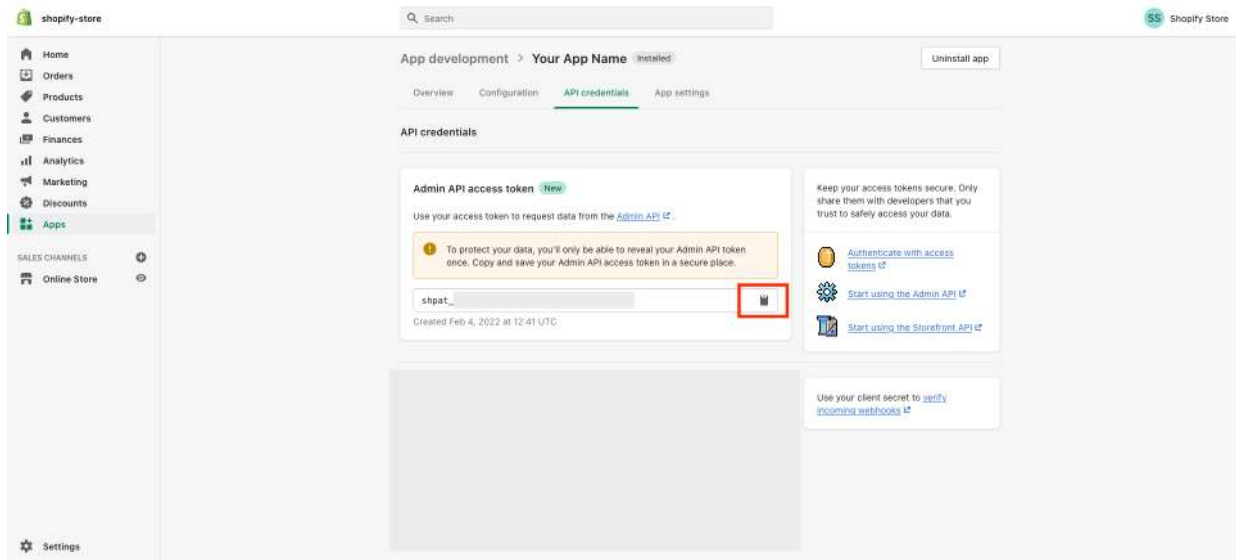 shopify-store
Search
SS Shopify Store
Home
Orders
Products
Customers
Finances
Analytics
Marketing
Discounts
Apps
SALES CHANNELS
Online Store
Settings
App development > Your App Name Installed
Uninstall app
Overview Configuration API credentials App settings
API credentials
Admin API access token New
Use your access token to request data from the Admin API.
To protect your data, you'll only be able to reveal your Admin API token
once. Copy and save your Admin API access token in a secure place.
shpat_
Created Feb 4, 2022 at 12:41 UTC
Keep your access tokens secure. Only
share them with developers that you
trust to safely access your data.
Authenticate with access
tokens
Start using the Admin API
Start using the Storefront API
Use your client secret to verify
incoming webhooks